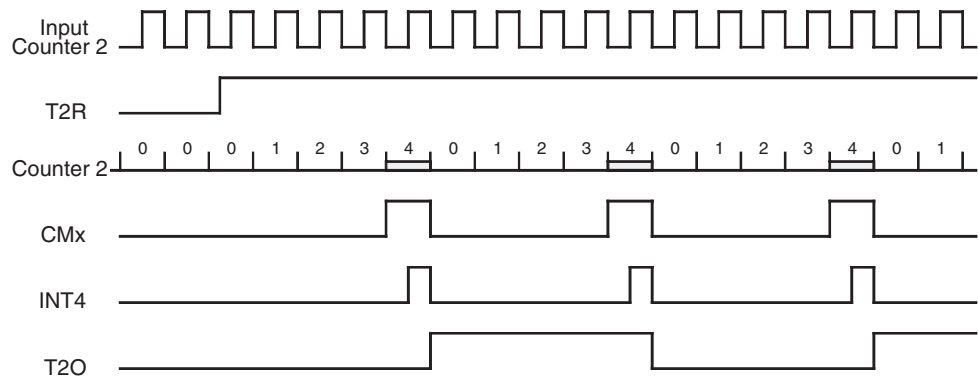 Input
Counter 2
T2R
Counter 2 0 0 0 1 2 3 4 0 1 2 3 4 0 1 2 3 4 0 1
CMx
INT4
T2O